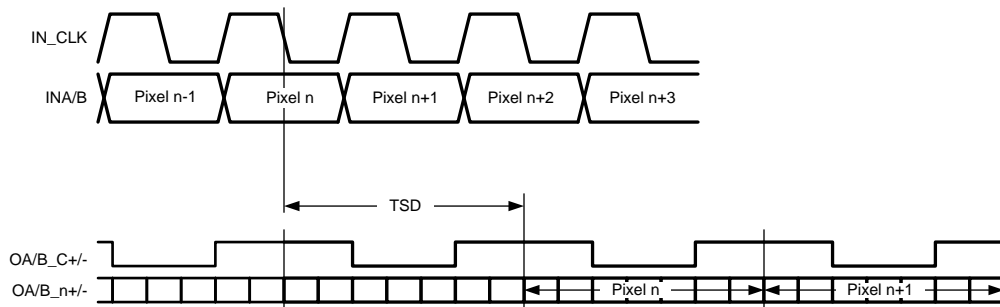 IN_CLK
INA/B
Pixel n-1
Pixel n
Pixel n+1
Pixel n+2
Pixel n+3
TSD
OA/B_C+/-
OA/B_n+/-
Pixel n
Pixel n+1